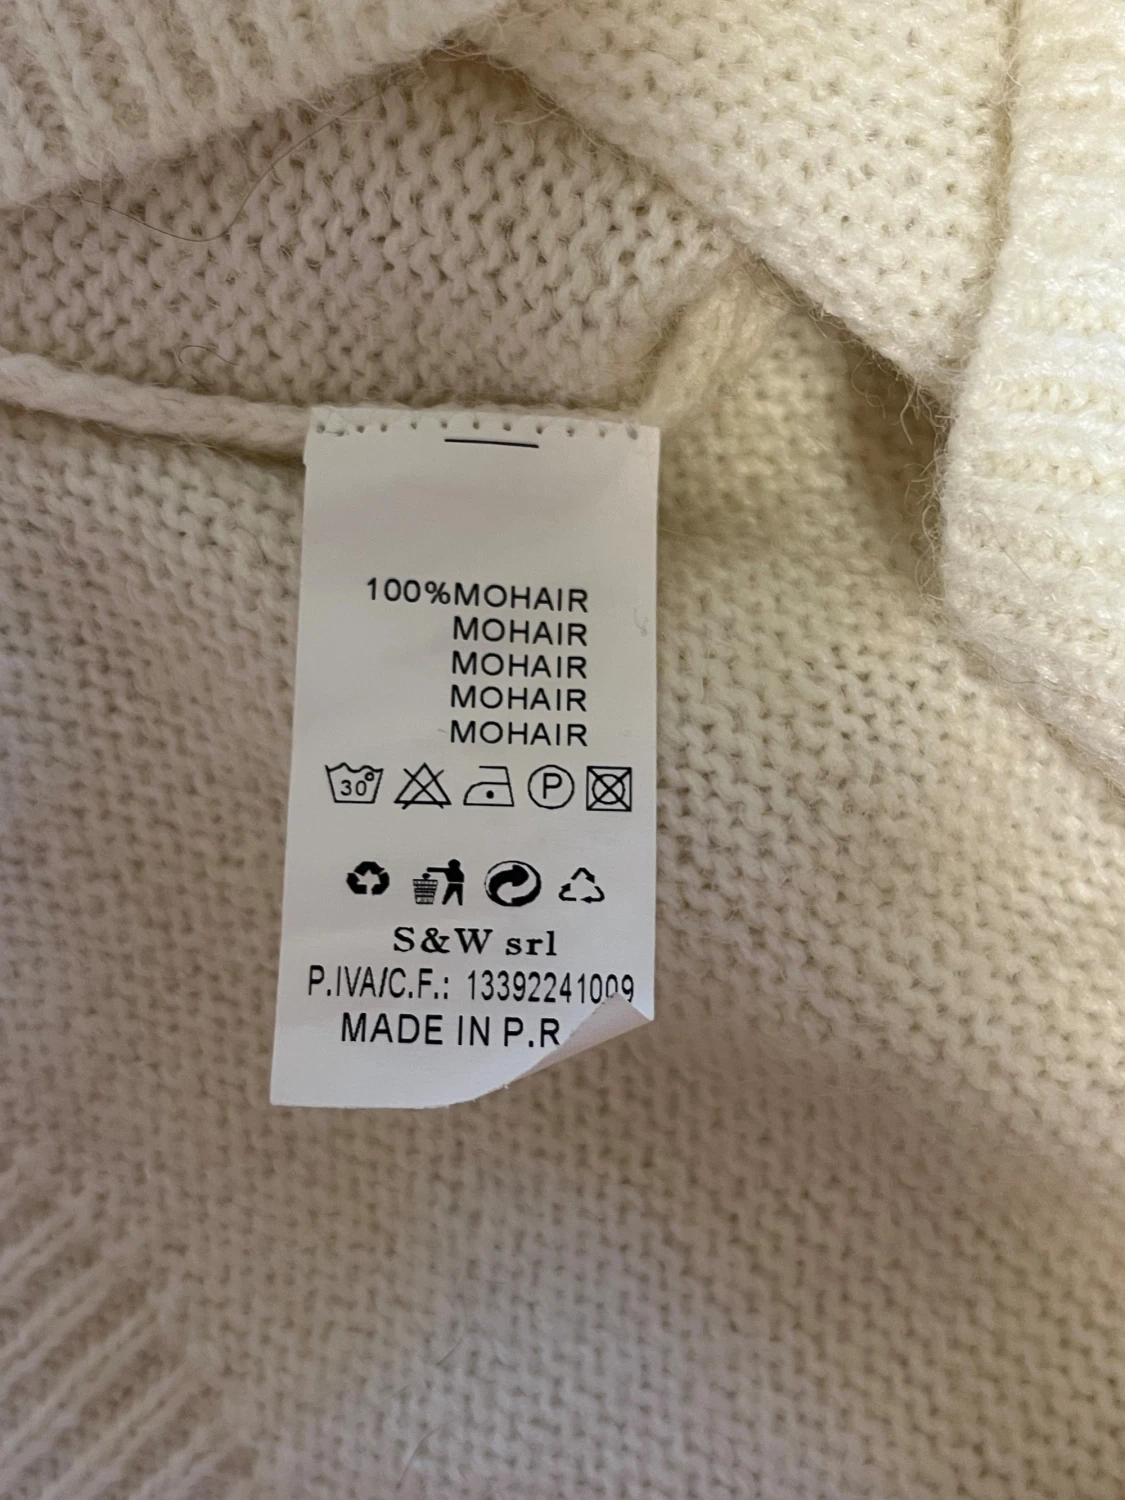 100%MOHAIR
MOHAIR
MOHAIR
MOHAIR
MOHAIR
30° P
S&W srl
P.IVA/C.F.: 13392241009
MADE IN P.R